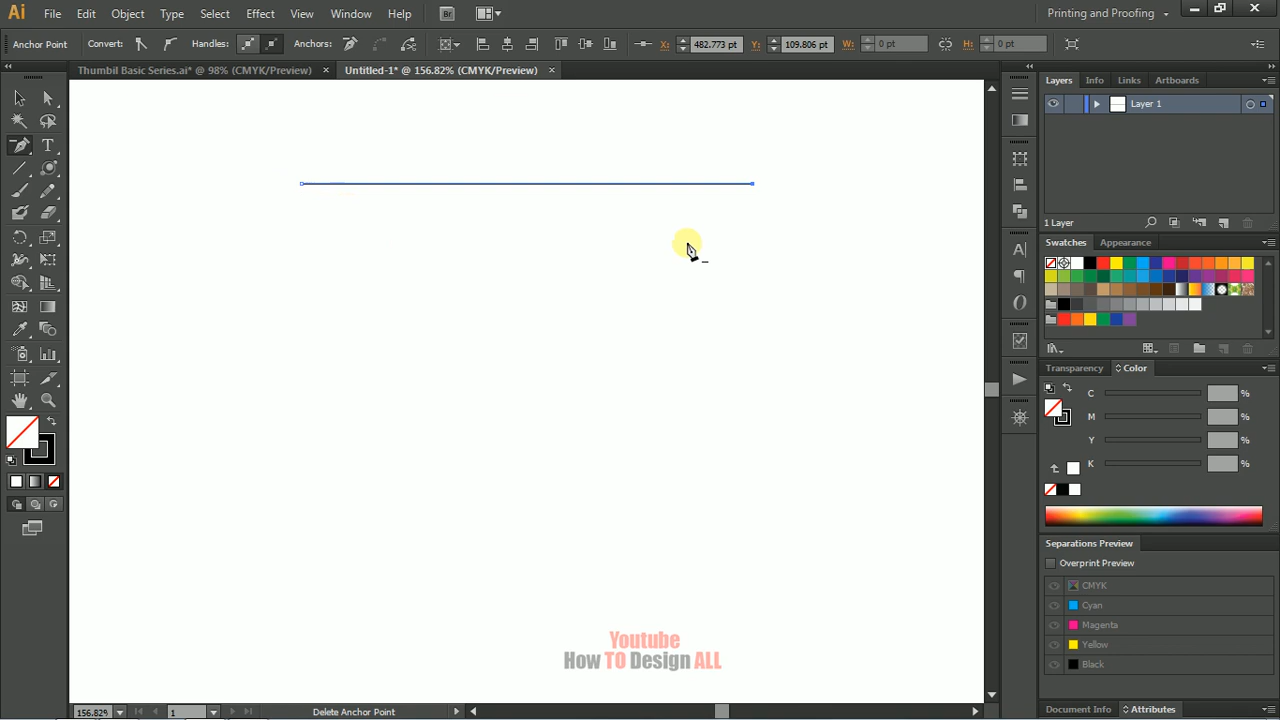 Ai File Edit Object Type Select Effect View Window Help Br Printing and Proofing
Anchor Point Convert: Handles: Anchors: X: 482.773 pt Y: 109.806 pt W: 0 pt H: 0 pt
Thumbil Basic Series.ai* @ 98% (CMYK/Preview) × Untitled-1* @ 156.82% (CMYK/Preview) ×
Layers Info Links Artboards
Layer 1
1 Layer
Swatches Appearance
Transparency Color
C %
M %
Y %
K %
Separations Preview
Overprint Preview
CMYK
Cyan
Magenta
Yellow
Black
Document Info Attributes
Youtube
How TO Design ALL
156.82% 1 Delete Anchor Point